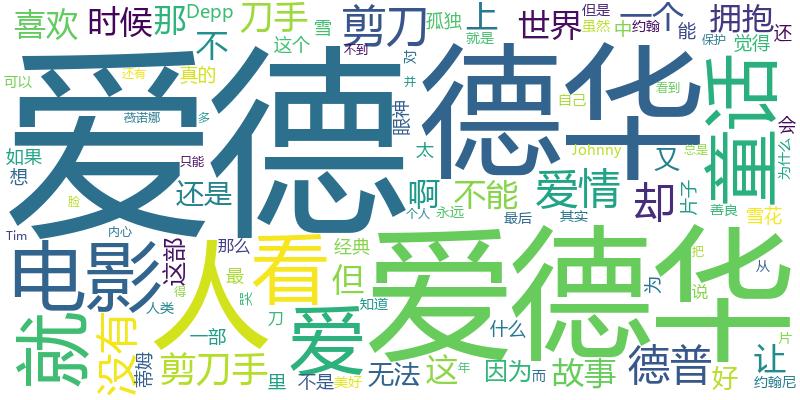 喜欢 时候 那 Depp 刀手 剪刀 孤独 上 世界 但是 一个 能 拥抱
虽然 中 约翰 还
不 这个 雪 就是 保护 觉得
可以 还有 真的 不到 对 并
爱德 德华 童话
看到
薇诺娜 多 眼神 自己 会
如果 只能 太 Johnny 又 总是 为什么
想 还是 啊 不能 爱情 却 片子
脸 个人 永远 善良 雪花
Tim 内心 最后 其实
电影 这部 人 那么 看 经典 但 爱德华
最 为 把 说 从
人类 得 哭 知道
就 没有 一部 刀 爱 什么 片
蒂姆 剪刀手 里 不是 美好 无法 这 年 因为 而 故事 德普 好 让 约翰尼